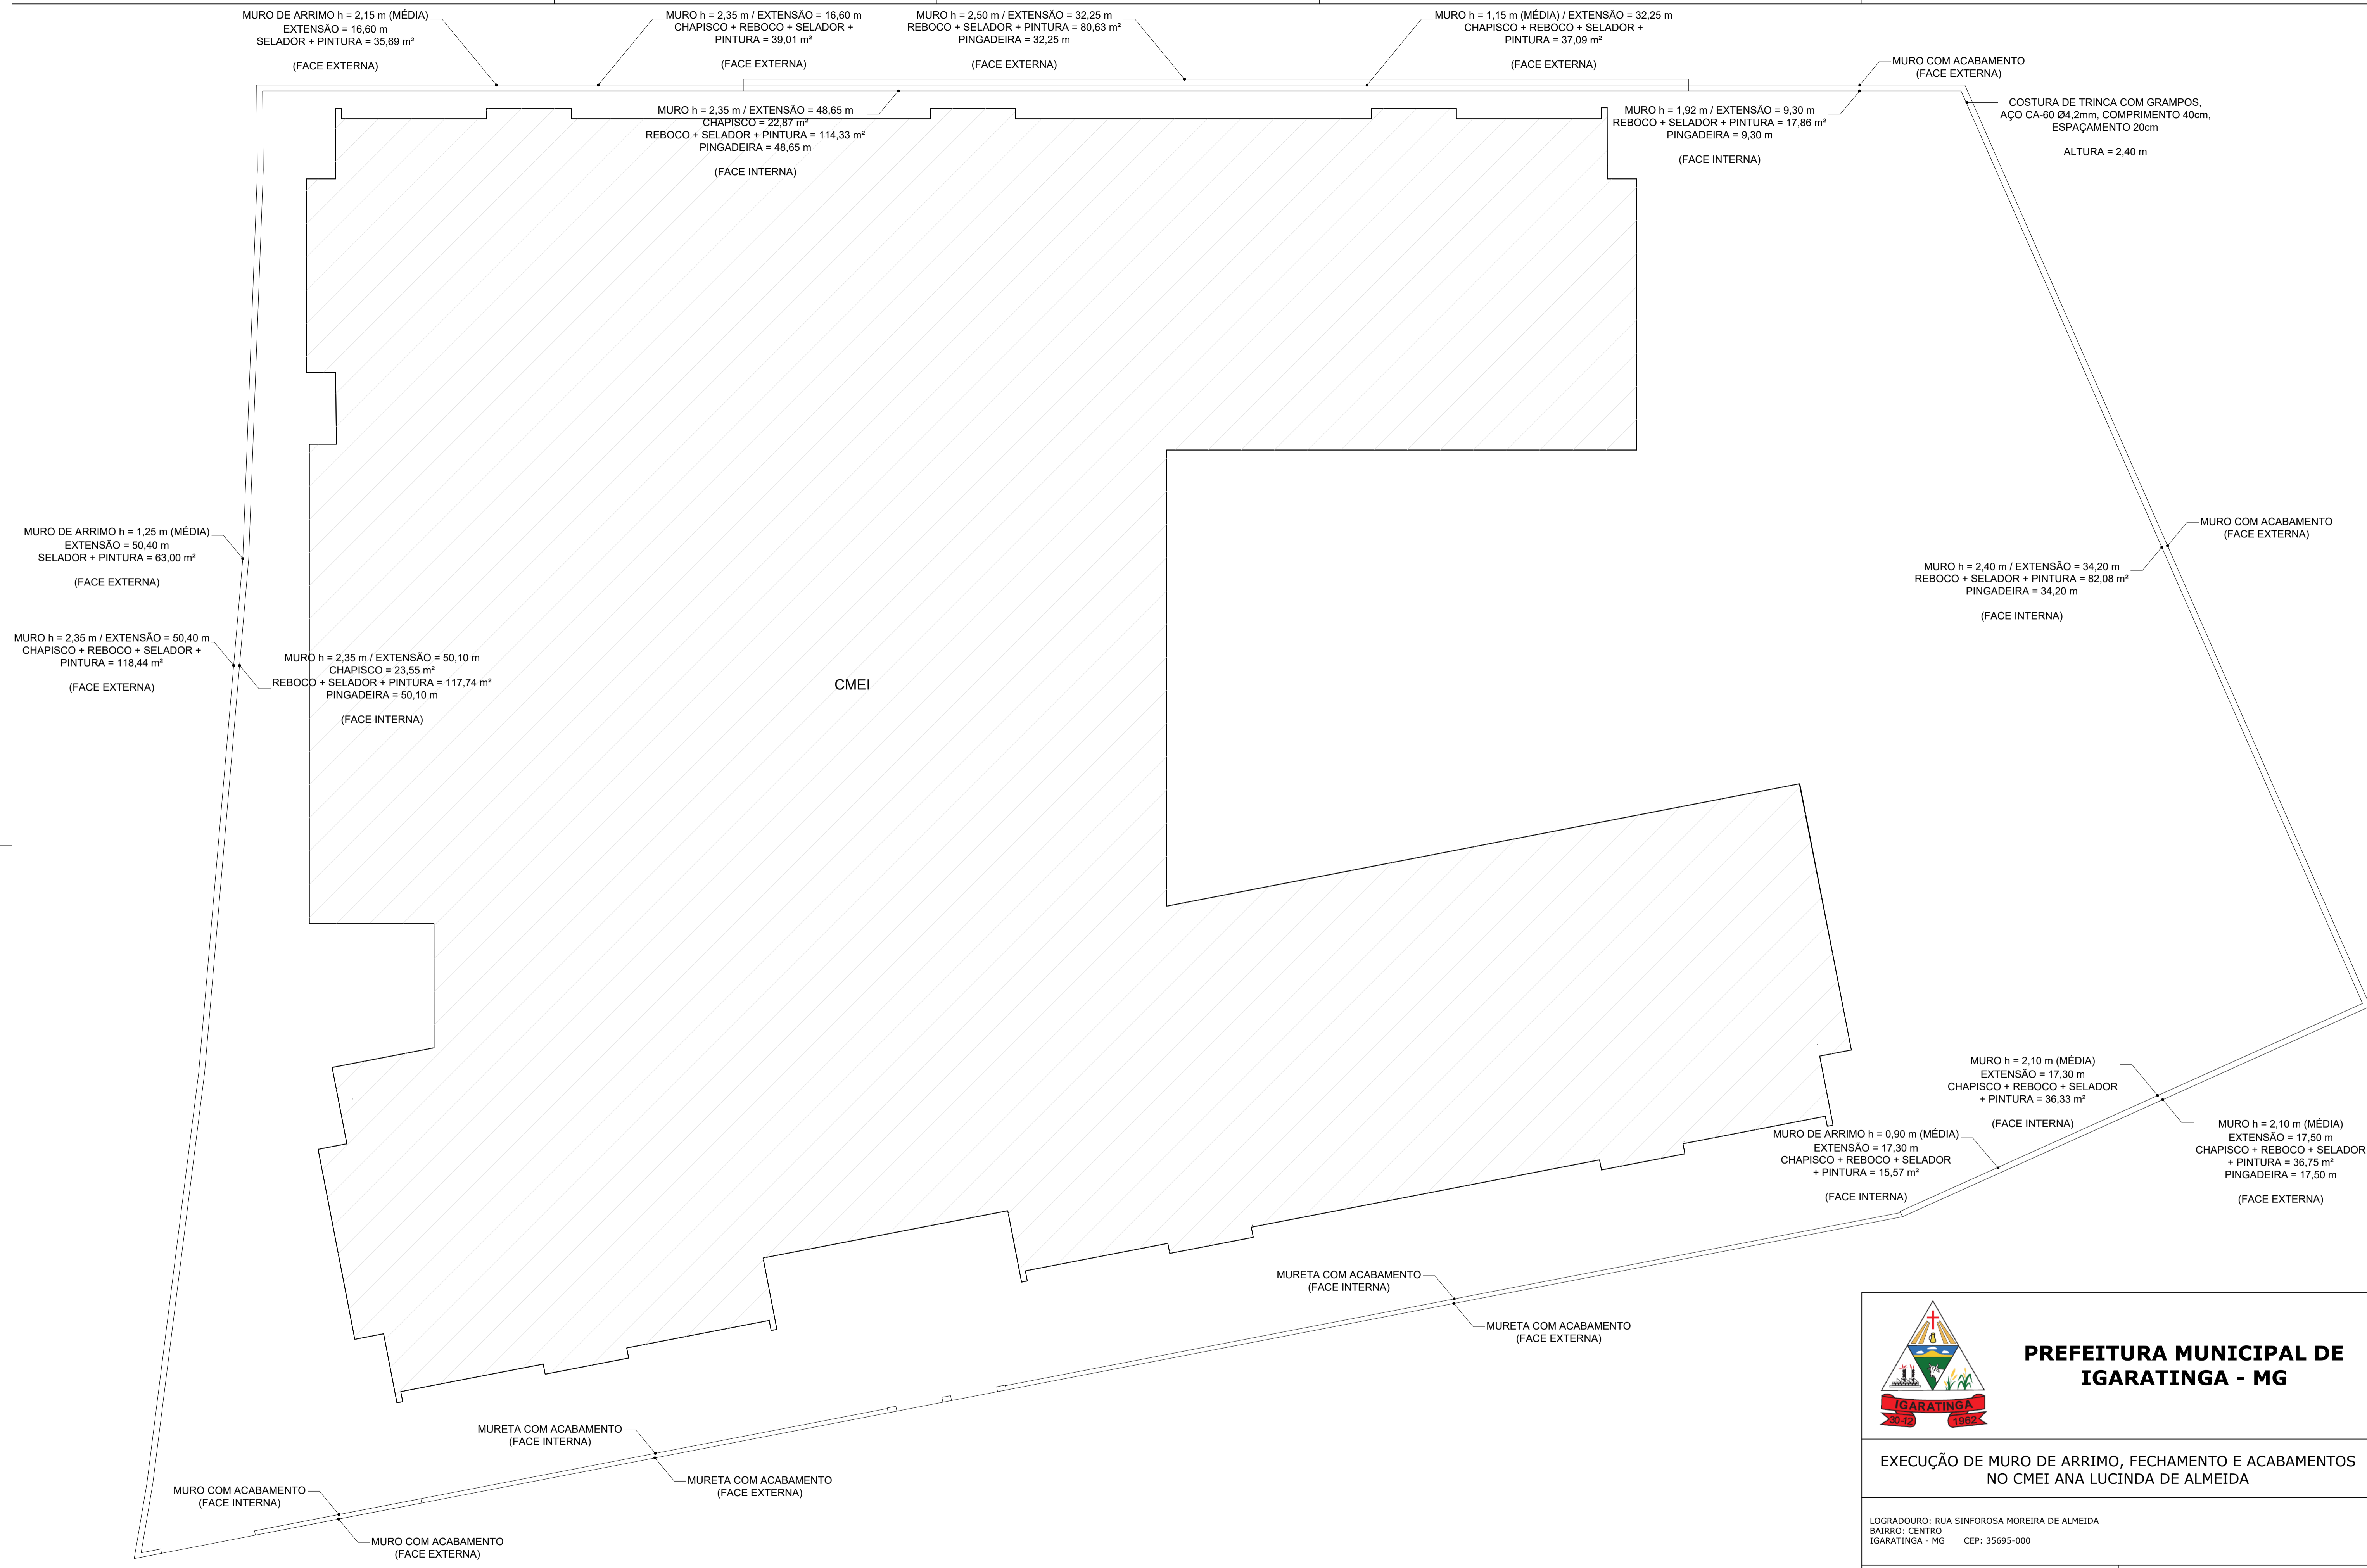 MURO DE ARRIMO h = 2,15 m (MÉDIA)
EXTENSÃO = 16,60 m
SELADOR + PINTURA = 35,69 m²
(FACE EXTERNA)
MURO h = 2,35 m / EXTENSÃO = 16,60 m
CHAPISCO + REBOCO + SELADOR +
PINTURA = 39,01 m²
(FACE EXTERNA)
MURO h = 2,50 m / EXTENSÃO = 32,25 m
REBOCO + SELADOR + PINTURA = 80,63 m²
PINGADEIRA = 32,25 m
(FACE EXTERNA)
MURO h = 1,15 m (MÉDIA) / EXTENSÃO = 32,25 m
CHAPISCO + REBOCO + SELADOR +
PINTURA = 37,09 m²
(FACE EXTERNA)
MURO COM ACABAMENTO
(FACE EXTERNA)
MURO h = 2,35 m / EXTENSÃO = 48,65 m
CHAPISCO = 22,87 m²
REBOCO + SELADOR + PINTURA = 114,33 m²
PINGADEIRA = 48,65 m
(FACE INTERNA)
MURO h = 1,92 m / EXTENSÃO = 9,30 m
REBOCO + SELADOR + PINTURA = 17,86 m²
PINGADEIRA = 9,30 m
(FACE INTERNA)
COSTURA DE TRINCA COM GRAMPOS,
AÇO CA-60 Ø4,2mm, COMPRIMENTO 40cm,
ESPAÇAMENTO 20cm
ALTURA = 2,40 m
MURO DE ARRIMO h = 1,25 m (MÉDIA)
EXTENSÃO = 50,40 m
SELADOR + PINTURA = 63,00 m²
(FACE EXTERNA)
MURO COM ACABAMENTO
(FACE EXTERNA)
MURO h = 2,40 m / EXTENSÃO = 34,20 m
REBOCO + SELADOR + PINTURA = 82,08 m²
PINGADEIRA = 34,20 m
(FACE INTERNA)
MURO h = 2,35 m / EXTENSÃO = 50,40 m
CHAPISCO + REBOCO + SELADOR +
PINTURA = 118,44 m²
(FACE EXTERNA)
MURO h = 2,35 m / EXTENSÃO = 50,10 m
CHAPISCO = 23,55 m²
REBOCO + SELADOR + PINTURA = 117,74 m²
PINGADEIRA = 50,10 m
(FACE INTERNA)
CMEI
MURO h = 2,10 m (MÉDIA)
EXTENSÃO = 17,30 m
CHAPISCO + REBOCO + SELADOR
+ PINTURA = 36,33 m²
(FACE INTERNA)
MURO DE ARRIMO h = 0,90 m (MÉDIA)
EXTENSÃO = 17,30 m
CHAPISCO + REBOCO + SELADOR
+ PINTURA = 15,57 m²
(FACE INTERNA)
MURO h = 2,10 m (MÉDIA)
EXTENSÃO = 17,50 m
CHAPISCO + REBOCO + SELADOR
+ PINTURA = 36,75 m²
PINGADEIRA = 17,50 m
(FACE EXTERNA)
MURETA COM ACABAMENTO
(FACE INTERNA)
MURETA COM ACABAMENTO
(FACE EXTERNA)
MURETA COM ACABAMENTO
(FACE INTERNA)
MURETA COM ACABAMENTO
(FACE EXTERNA)
MURO COM ACABAMENTO
(FACE INTERNA)
MURO COM ACABAMENTO
(FACE EXTERNA)
IGARATINGA
30-12 1962
PREFEITURA MUNICIPAL DE
IGARATINGA - MG
EXECUÇÃO DE MURO DE ARRIMO, FECHAMENTO E ACABAMENTOS
NO CMEI ANA LUCINDA DE ALMEIDA
LOGRADOURO: RUA SINFOROSA MOREIRA DE ALMEIDA
BAIRRO: CENTRO
IGARATINGA - MG CEP: 35695-000